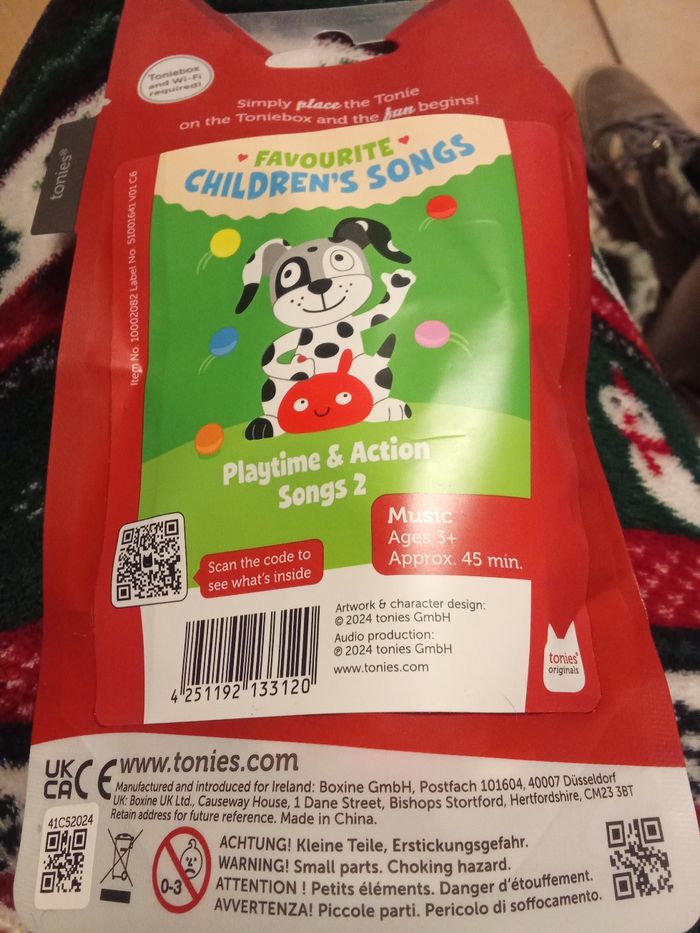 Toniebox
and Wi-Fi
required!
Simply place the Tonie
on the Toniebox and the fun begins!
tonies®
Item No. 10002082 Label No. 51001641 V01 C6
FAVOURITE
CHILDREN'S SONGS
Playtime & Action
Songs 2
Music
Ages 3+
Approx. 45 min.
Scan the code to
see what's inside
4 251192 133120
Artwork & character design:
© 2024 tonies GmbH
Audio production:
℗ 2024 tonies GmbH
www.tonies.com
tonies®
originals
UK
CA CE
www.tonies.com
Manufactured and introduced for Ireland: Boxine GmbH, Postfach 101604, 40007 Düsseldorf
UK: Boxine UK Ltd., Causeway House, 1 Dane Street, Bishops Stortford, Hertfordshire, CM23 3BT
Retain address for future reference. Made in China.
41C52024
0-3
ACHTUNG! Kleine Teile, Erstickungsgefahr.
WARNING! Small parts. Choking hazard.
ATTENTION ! Petits éléments. Danger d'étouffement.
AVVERTENZA! Piccole parti. Pericolo di soffocamento.